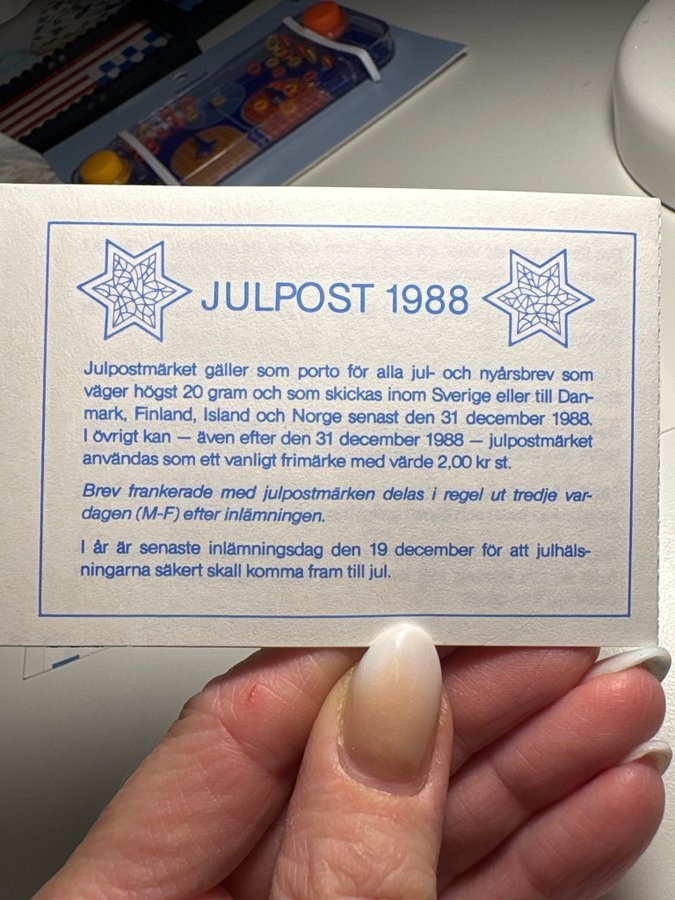 JULPOST 1988
Julpostmärket gäller som porto för alla jul- och nyårsbrev som
väger högst 20 gram och som skickas inom Sverige eller till Dan-
mark, Finland, Island och Norge senast den 31 december 1988.
I övrigt kan – även efter den 31 december 1988 – julpostmärket
användas som ett vanligt frimärke med värde 2,00 kr st.
Brev frankerade med julpostmärken delas i regel ut tredje var-
dagen (M-F) efter inlämningen.
I år är senaste inlämningsdag den 19 december för att julhäls-
ningarna säkert skall komma fram till jul.